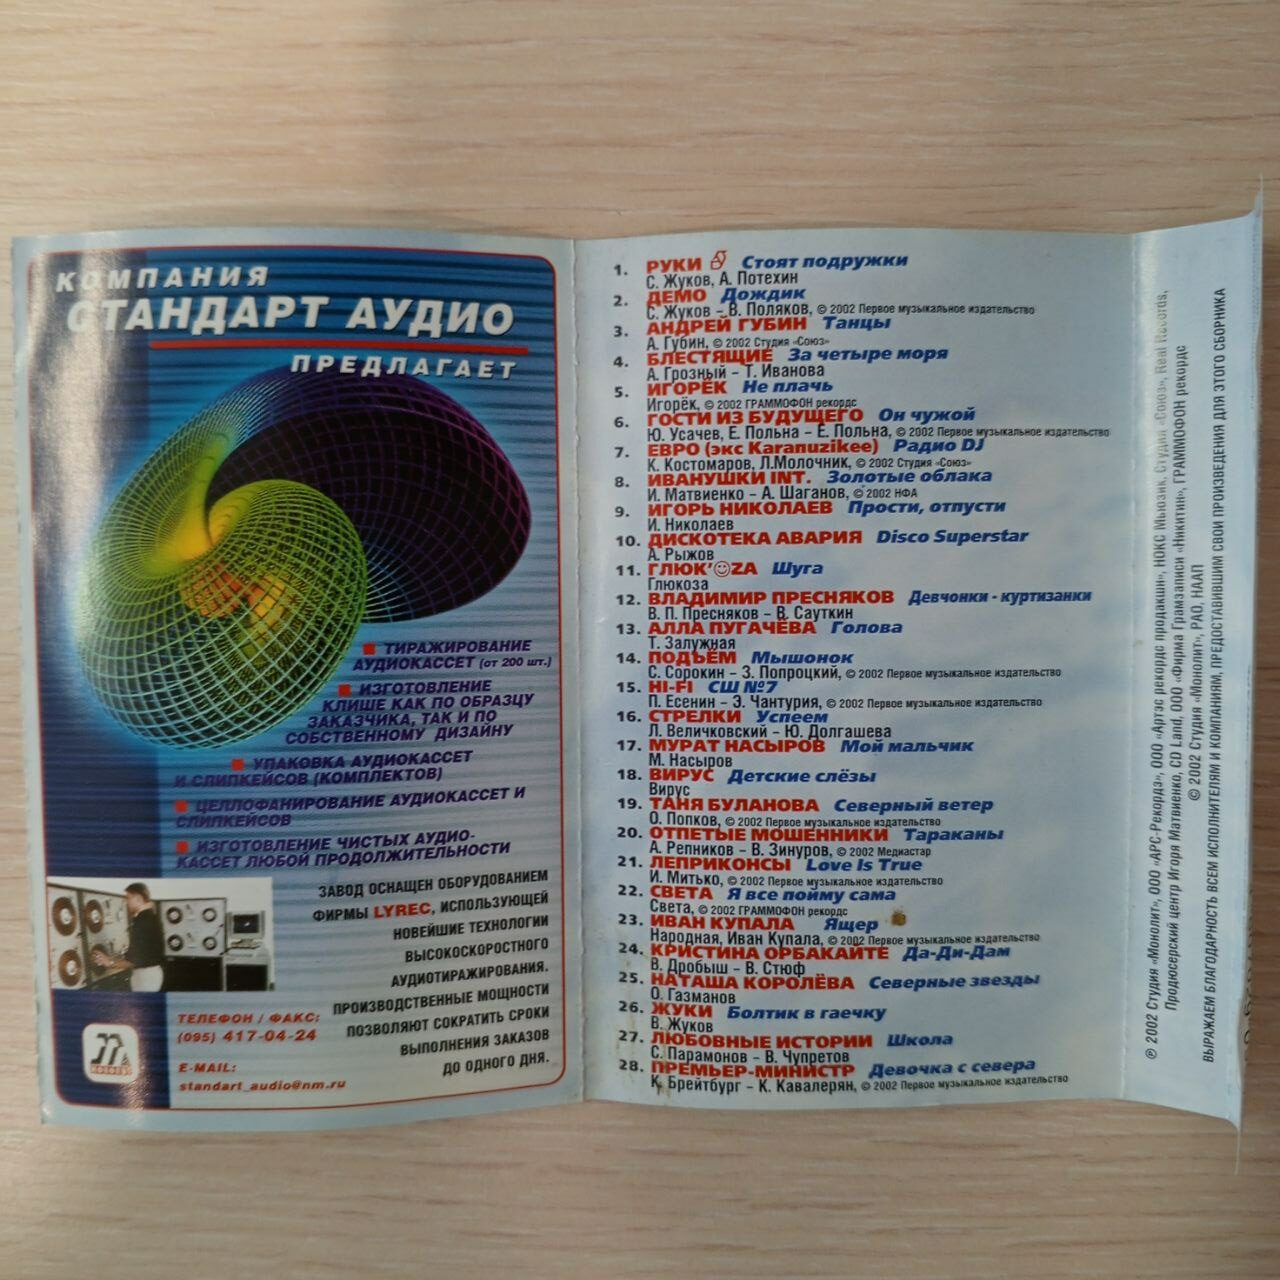 КОМПАНИЯ
СТАНДАРТ АУДИО
ПРЕДЛАГАЕТ
ТИРАЖИРОВАНИЕ
АУДИОКАССЕТ (от 200 шт.)
ИЗГОТОВЛЕНИЕ
КЛИШЕ КАК ПО ОБРАЗЦУ
ЗАКАЗЧИКА, ТАК И ПО
СОБСТВЕННОМУ ДИЗАЙНУ
УПАКОВКА АУДИОКАССЕТ
И СЛИПКЕЙСОВ (КОМПЛЕКТОВ)
ЦЕЛЛОФАНИРОВАНИЕ АУДИОКАССЕТ И
СЛИПКЕЙСОВ
ИЗГОТОВЛЕНИЕ ЧИСТЫХ АУДИО-
КАССЕТ ЛЮБОЙ ПРОДОЛЖИТЕЛЬНОСТИ
ЗАВОД ОСНАЩЕН ОБОРУДОВАНИЕМ
ФИРМЫ LYREC, ИСПОЛЬЗУЮЩЕЙ
НОВЕЙШИЕ ТЕХНОЛОГИИ
ВЫСОКОСКОРОСТНОГО
АУДИОТИРАЖИРОВАНИЯ.
ПРОИЗВОДСТВЕННЫЕ МОЩНОСТИ
ПОЗВОЛЯЮТ СОКРАТИТЬ СРОКИ
ВЫПОЛНЕНИЯ ЗАКАЗОВ
ДО ОДНОГО ДНЯ.
ТЕЛЕФОН / ФАКС:
(095) 417-04-24
E-MAIL:
standart_audio@nm.ru
1. РУКИ Стоят подружки
С. Жуков, А. Потехин
2. ДЕМО Дождик
С. Жуков – В. Поляков, © 2002 Первое музыкальное издательство
3. АНДРЕЙ ГУБИН Танцы
А. Губин, © 2002 Студия «Союз»
4. БЛЕСТЯЩИЕ За четыре моря
А. Грозный – Т. Иванова
5. ИГОРЁК Не плачь
Игорёк, © 2002 ГРАММОФОН рекордс
6. ГОСТИ ИЗ БУДУЩЕГО Он чужой
Ю. Усачев, Е. Польна – Е. Польна, © 2002 Первое музыкальное издательство
7. ЕВРО (экс Karanuzikee) Радио DJ
К. Костомаров, Л.Молочник, © 2002 Студия «Союз»
8. ИВАНУШКИ INT. Золотые облака
И. Матвиенко – А. Шаганов, © 2002 НФА
9. ИГОРЬ НИКОЛАЕВ Прости, отпусти
И. Николаев
10. ДИСКОТЕКА АВАРИЯ Disco Superstar
А. Рыжов
11. ГЛЮК’☺ZA Шуга
Глюкоза
12. ВЛАДИМИР ПРЕСНЯКОВ Девчонки - куртизанки
В. П. Пресняков – В. Сауткин
13. АЛЛА ПУГАЧЁВА Голова
Т. Залужная
14. ПОДЪЁМ Мышонок
С. Сорокин – З. Попроцкий, © 2002 Первое музыкальное издательство
15. HI-FI СШ №7
П. Есенин – Э. Чантурия, © 2002 Первое музыкальное издательство
16. СТРЕЛКИ Успеем
Л. Величковский – Ю. Долгашева
17. МУРАТ НАСЫРОВ Мой мальчик
М. Насыров
18. ВИРУС Детские слёзы
Вирус
19. ТАНЯ БУЛАНОВА Северный ветер
О. Попков, © 2002 Первое музыкальное издательство
20. ОТПЕТЫЕ МОШЕННИКИ Тараканы
А. Репников – В. Зинуров, © 2002 Медиастар
21. ЛЕПРИКОНСЫ Love Is True
И. Митько, © 2002 Первое музыкальное издательство
22. СВЕТА Я все пойму сама
Света, © 2002 ГРАММОФОН рекордс
23. ИВАН КУПАЛА Ящер
Народная, Иван Купала, © 2002 Первое музыкальное издательство
24. КРИСТИНА ОРБАКАЙТЕ Да-Ди-Дам
В. Дробыш – В. Стюф
25. НАТАША КОРОЛЁВА Северные звезды
О. Газманов
26. ЖУКИ Болтик в гаечку
В. Жуков
27. ЛЮБОВНЫЕ ИСТОРИИ Школа
С. Парамонов – В. Чупретов
28. ПРЕМЬЕР-МИНИСТР Девочка с севера
К. Брейтбург – К. Кавалерян, © 2002 Первое музыкальное издательство
℗ 2002 Студия «Монолит», ООО «АРС-Рекордз», ООО «Артэс рекордс продакшн», НОКС Мьюзик, Студия «Союз», Real Records,
Продюсерский центр Игоря Матвиенко, CD Land, ООО «Фирма Грамзаписи «Никитин», ГРАММОФОН рекордс
© 2002 Студия «Монолит», РАО, НААП
ВЫРАЖАЕМ БЛАГОДАРНОСТЬ ВСЕМ ИСПОЛНИТЕЛЯМ И КОМПАНИЯМ, ПРЕДОСТАВИВШИМ СВОИ ПРОИЗВЕДЕНИЯ ДЛЯ ЭТОГО СБОРНИКА